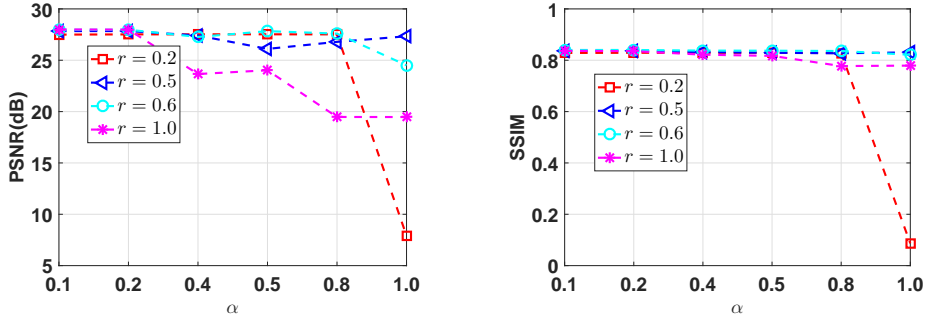 30
25
20
15
10
5
PSNR(dB)
r = 0.2
r = 0.5
r = 0.6
r = 1.0
0.1 0.2 0.4 0.5 0.8 1.0
α
1
0.8
0.6
0.4
0.2
0
SSIM
r = 0.2
r = 0.5
r = 0.6
r = 1.0
0.1 0.2 0.4 0.5 0.8 1.0
α